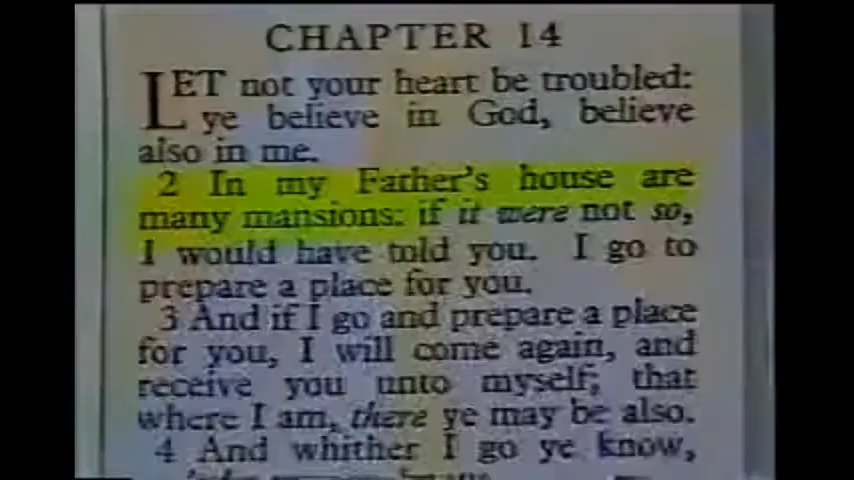 CHAPTER 14
LET not your heart be troubled:
ye believe in God, believe
also in me.
2 In my Father's house are
many mansions: if it were not so,
I would have told you. I go to
prepare a place for you.
3 And if I go and prepare a place
for you, I will come again, and
receive you unto myself; that
where I am, there ye may be also.
4 And whither I go ye know,